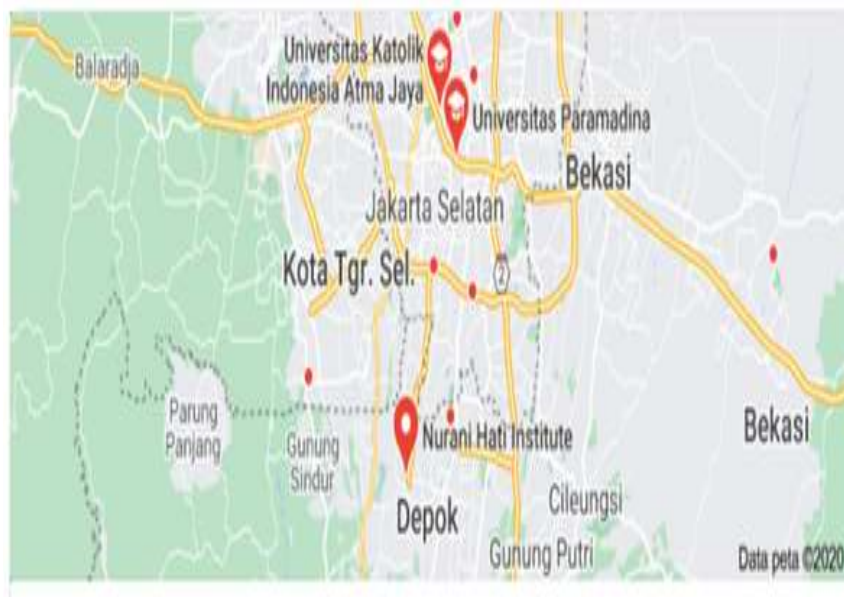 Balaradja
Universitas Katolik
Indonesia Atma Jaya
Universitas Paramadina
Bekasi
Jakarta Selatan
Kota Tgr. Sel.
2
Parung
Panjang
Gunung
Sindur
Nurani Hati Institute
Bekasi
Depok
Cileungsi
Gunung Putri
Data peta ©2020